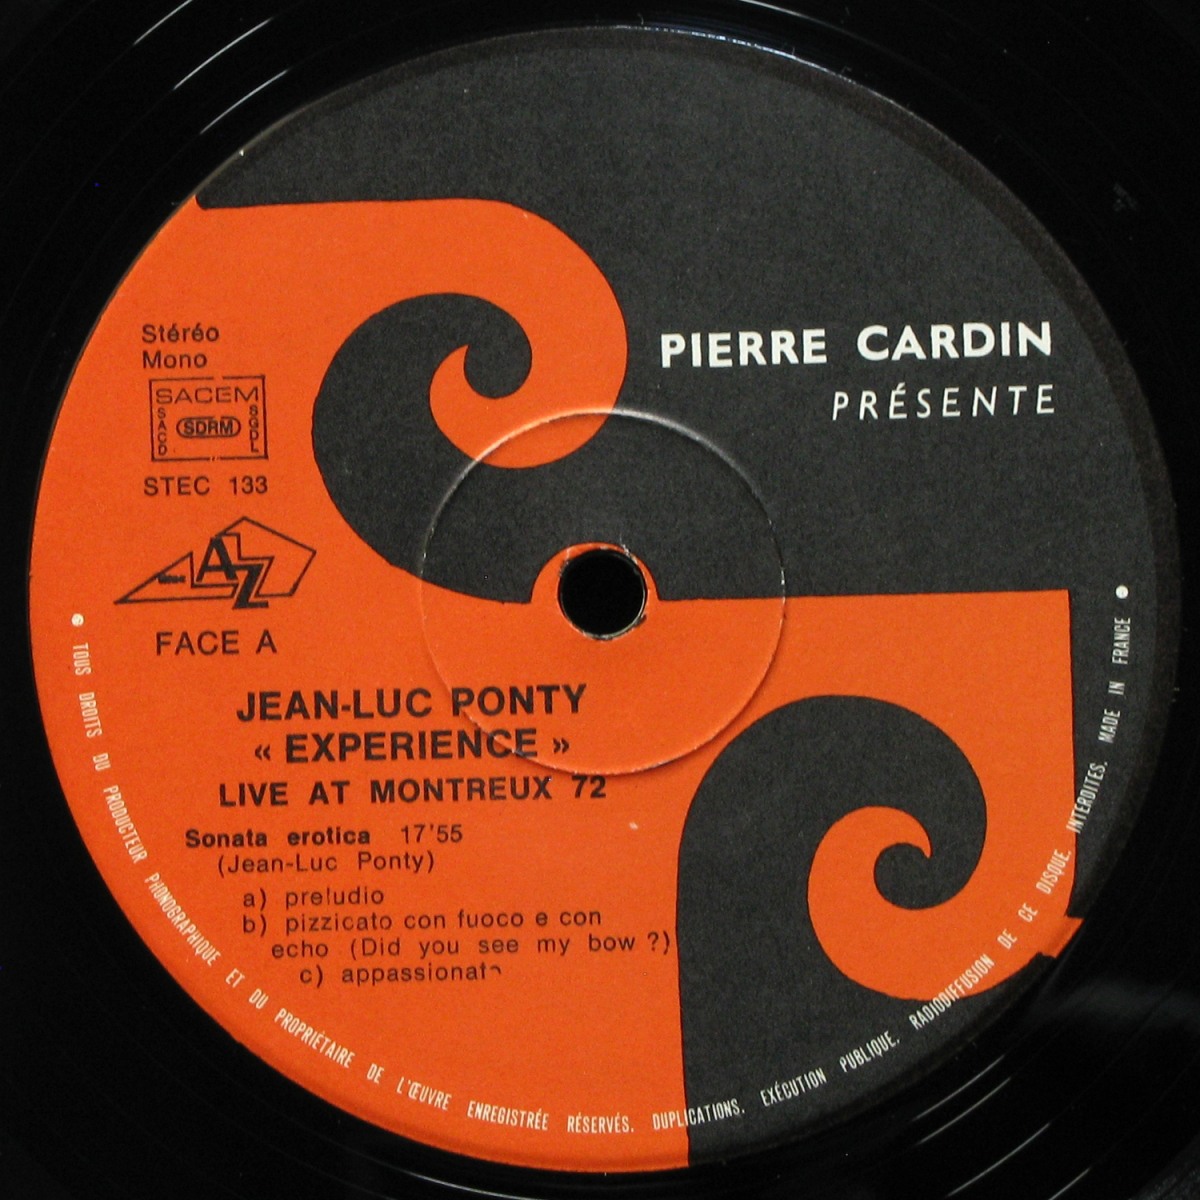 PIERRE CARDIN
PRÉSENTE
Stéréo
Mono
SACEM
SACD
SDRM
SGDL
STEC 133
AZ
FACE A
JEAN-LUC PONTY
« EXPERIENCE »
LIVE AT MONTREUX 72
Sonata erotica 17'55
(Jean-Luc Ponty)
a) preludio
b) pizzicato con fuoco e con
echo (Did you see my bow ?)
c) appassionato
• TOUS DROITS DU PRODUCTEUR PHONOGRAPHIQUE ET DU PROPRIÉTAIRE DE L'ŒUVRE ENREGISTRÉE RÉSERVÉS. DUPLICATIONS. EXÉCUTION PUBLIQUE. RADIODIFFUSION DE CE DISQUE. INTERDITES. MADE IN FRANCE •